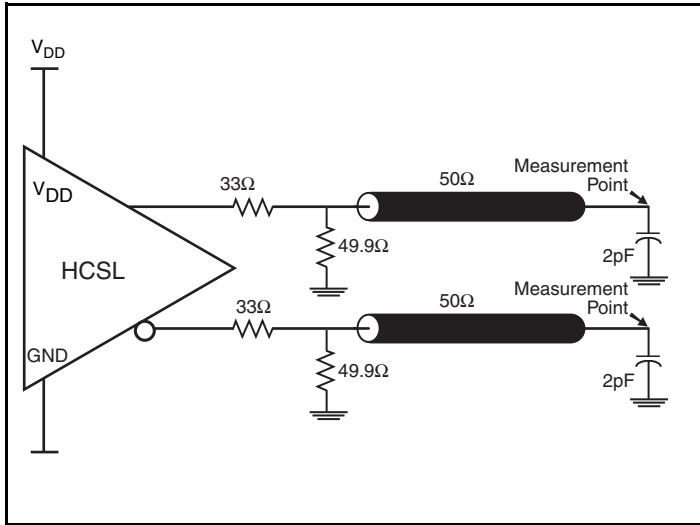 V_DD
V_DD
HCSL
GND
33Ω
49.9Ω
50Ω
Measurement
Point
2pF
33Ω
49.9Ω
50Ω
Measurement
Point
2pF